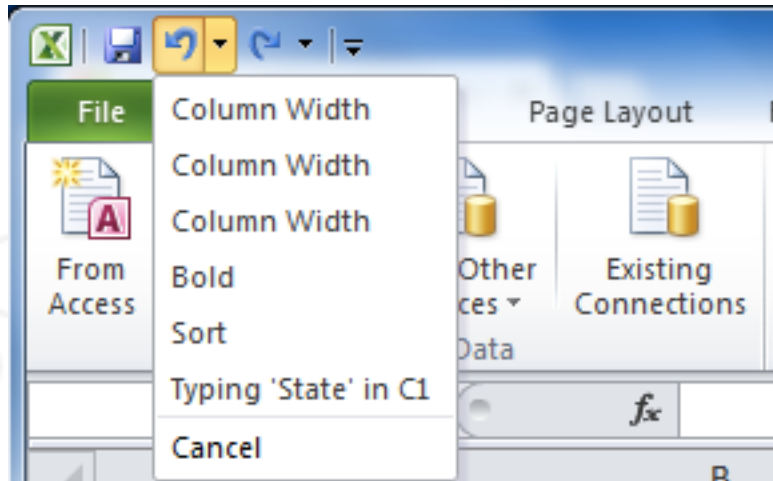 File
Page Layout
Column Width
Column Width
Column Width
Bold
Sort
Typing 'State' in C1
Cancel
From
Access
Other
ces
Existing
Connections
Data
fx
B